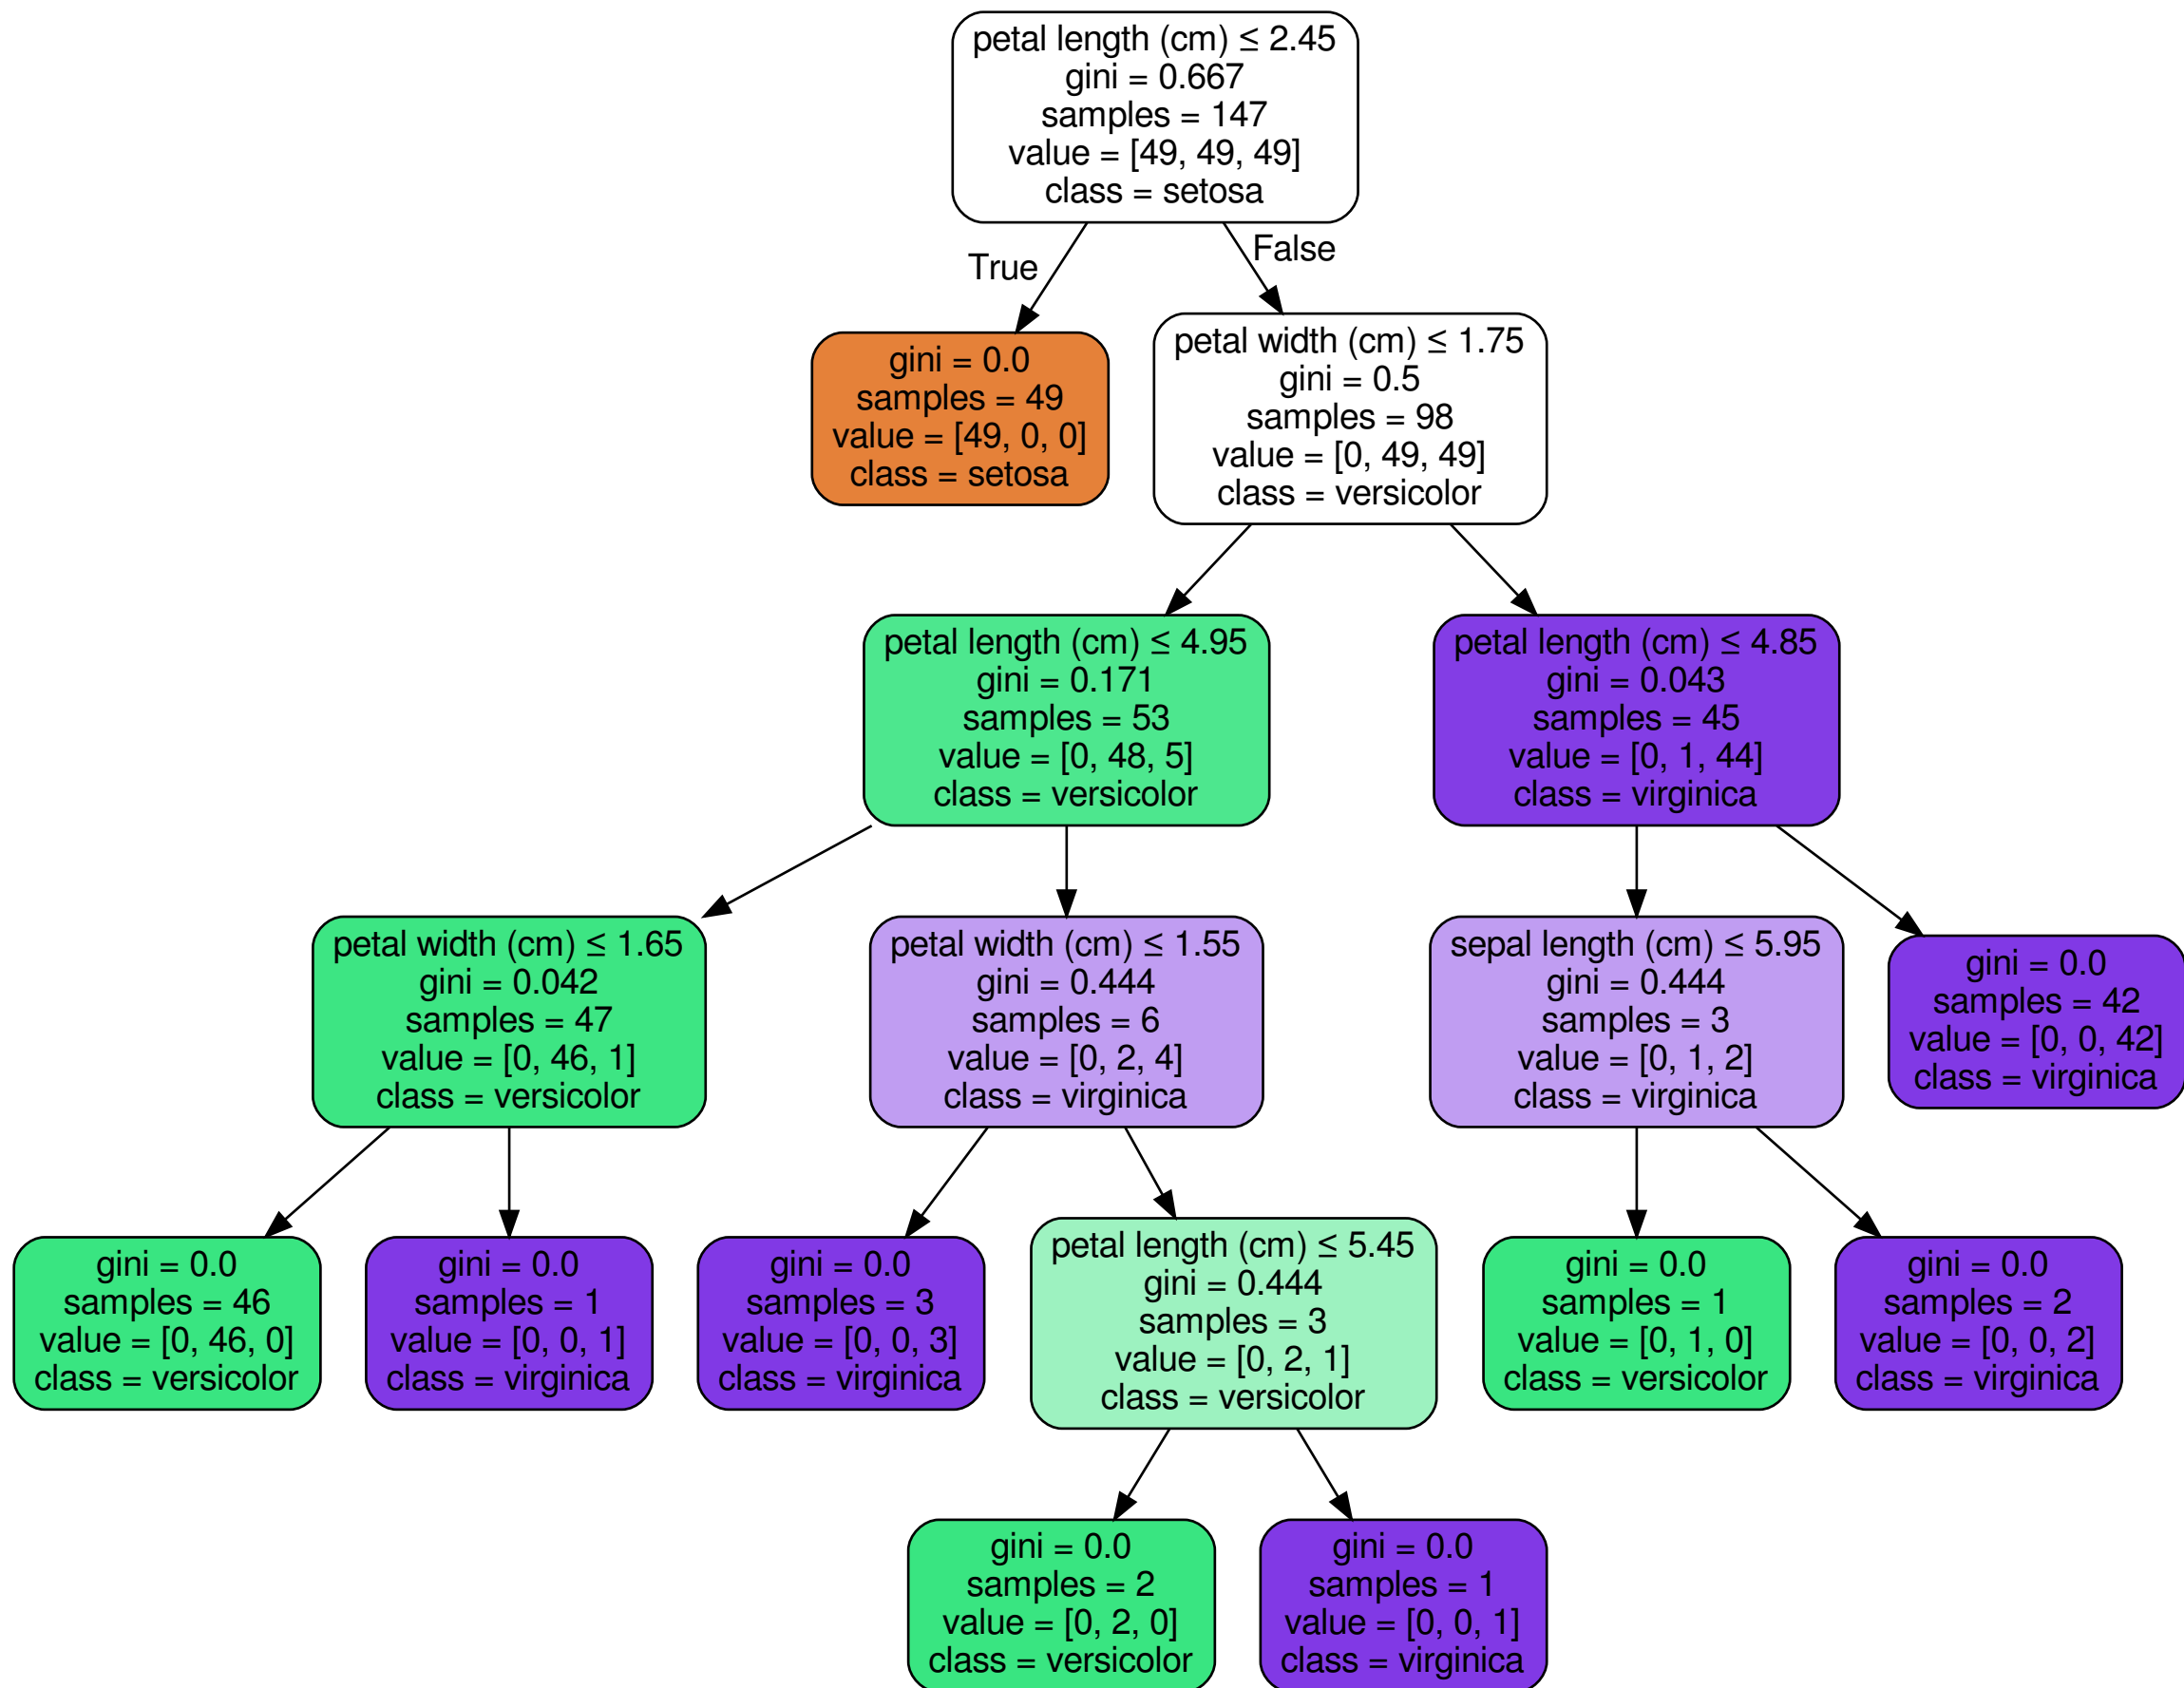 petal length (cm) ≤ 2.45
gini = 0.667
samples = 147
value = [49, 49, 49]
class = setosa
True
False
gini = 0.0
samples = 49
value = [49, 0, 0]
class = setosa
petal width (cm) ≤ 1.75
gini = 0.5
samples = 98
value = [0, 49, 49]
class = versicolor
petal length (cm) ≤ 4.95
gini = 0.171
samples = 53
value = [0, 48, 5]
class = versicolor
petal length (cm) ≤ 4.85
gini = 0.043
samples = 45
value = [0, 1, 44]
class = virginica
petal width (cm) ≤ 1.65
gini = 0.042
samples = 47
value = [0, 46, 1]
class = versicolor
petal width (cm) ≤ 1.55
gini = 0.444
samples = 6
value = [0, 2, 4]
class = virginica
sepal length (cm) ≤ 5.95
gini = 0.444
samples = 3
value = [0, 1, 2]
class = virginica
gini = 0.0
samples = 42
value = [0, 0, 42]
class = virginica
gini = 0.0
samples = 46
value = [0, 46, 0]
class = versicolor
gini = 0.0
samples = 1
value = [0, 0, 1]
class = virginica
gini = 0.0
samples = 3
value = [0, 0, 3]
class = virginica
petal length (cm) ≤ 5.45
gini = 0.444
samples = 3
value = [0, 2, 1]
class = versicolor
gini = 0.0
samples = 1
value = [0, 1, 0]
class = versicolor
gini = 0.0
samples = 2
value = [0, 0, 2]
class = virginica
gini = 0.0
samples = 2
value = [0, 2, 0]
class = versicolor
gini = 0.0
samples = 1
value = [0, 0, 1]
class = virginica